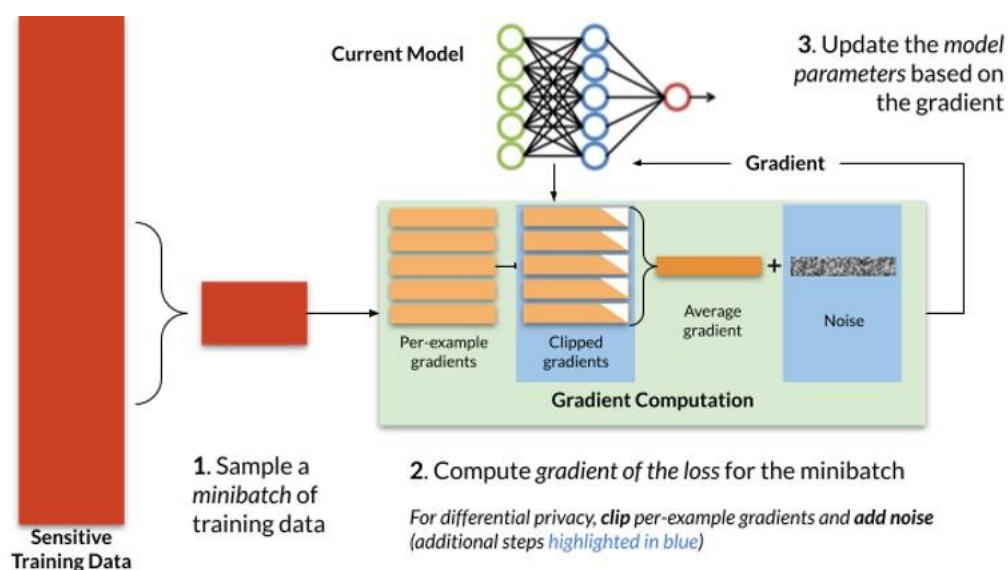 Current Model
3. Update the model
parameters based on
the gradient
Gradient
Per-example
gradients
Clipped
gradients
Average
gradient
+
Noise
Gradient Computation
Sensitive
Training Data
1. Sample a
minibatch of
training data
2. Compute gradient of the loss for the minibatch
For differential privacy, clip per-example gradients and add noise
(additional steps highlighted in blue)